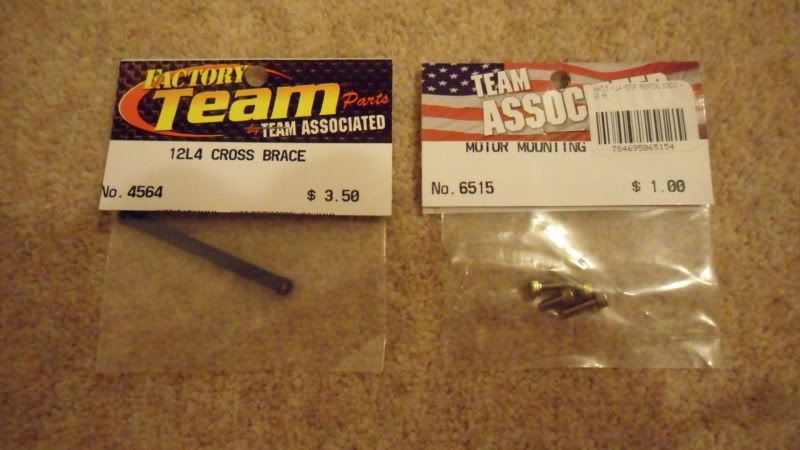 FACTORY
Team Parts
by TEAM ASSOCIATED
12L4 CROSS BRACE
No. 4564
$ 3.50
TEAM
ASSOC
MOTOR MOUNTING
784695065154
No. 6515
$ 1.00